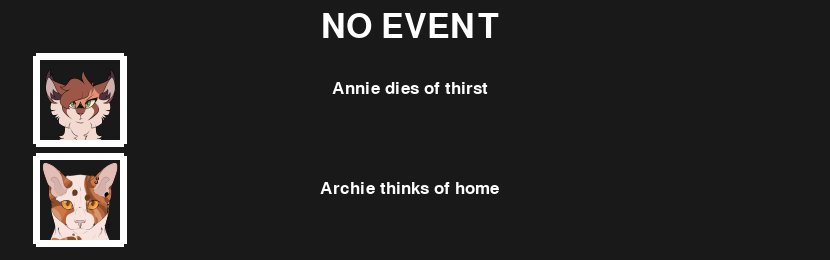 NO EVENT
Annie dies of thirst
Archie thinks of home